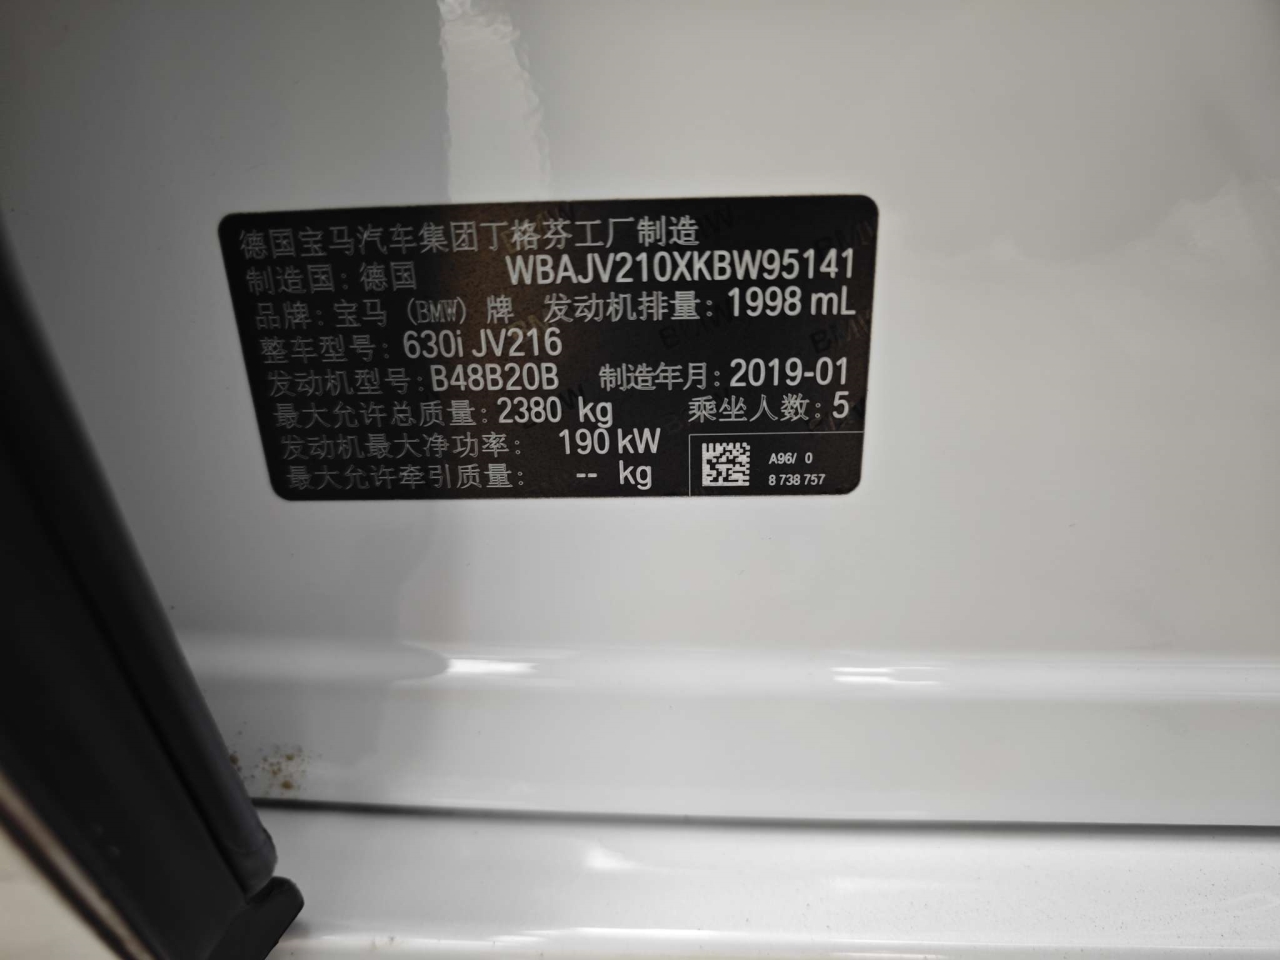 德国宝马汽车集团丁格芬工厂制造
制造国：德国 WBAJV210XKBW95141
品牌：宝马（BMW）牌 发动机排量：1998 mL
整车型号：630i JV216
发动机型号：B48B20B 制造年月：2019-01
最大允许总质量：2380 kg 乘坐人数：5
发动机最大净功率：190 kW
最大允许牵引质量：-- kg
A96/ 0
8 738 757